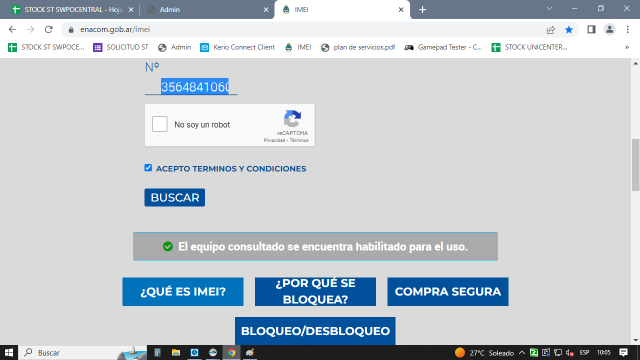 STOCK ST SWPOCENTRAL - Hoja
Admin
IMEI
enacom.gob.ar/imei
STOCK ST SWPOCE...
SOLICITUD ST
Admin
Kerio Connect Client
IMEI
plan de servicios.pdf
Gamepad Tester - C...
STOCK UNICENTER...
Nº
3564841060
No soy un robot
reCAPTCHA
Privacidad - Términos
ACEPTO TERMINOS Y CONDICIONES
BUSCAR
El equipo consultado se encuentra habilitado para el uso.
¿QUÉ ES IMEI?
¿POR QUÉ SE
BLOQUEA?
COMPRA SEGURA
BLOQUEO/DESBLOQUEO
Buscar
27°C Soleado
ESP
10:05